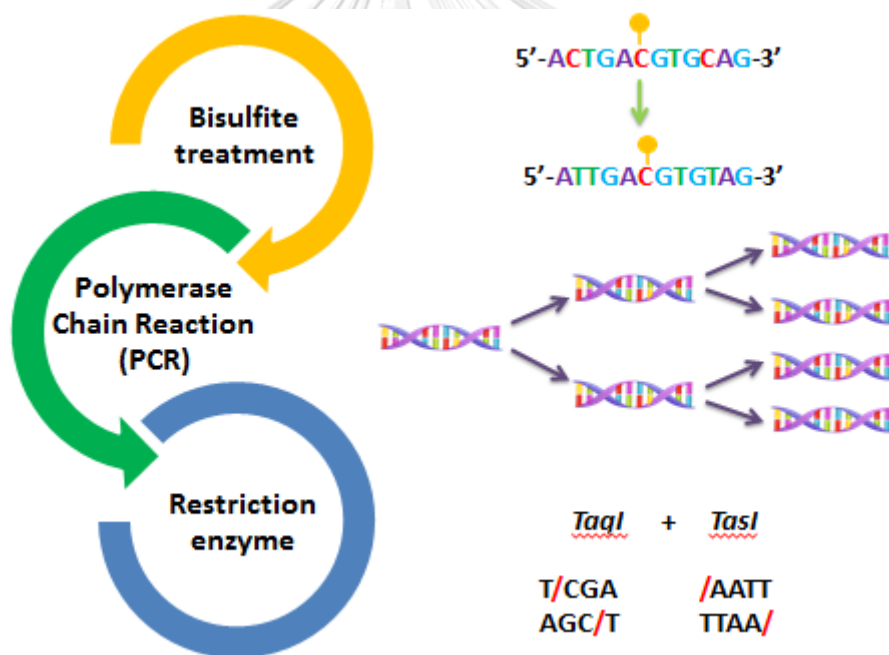 Bisulfite
treatment
5’-ACTGACGTGCAG-3’
5’-ATTGACGTGTAG-3’
Polymerase
Chain Reaction
(PCR)
Restriction
enzyme
TaqI + TasI
T/CGA /AATT
AGC/T TTAA/